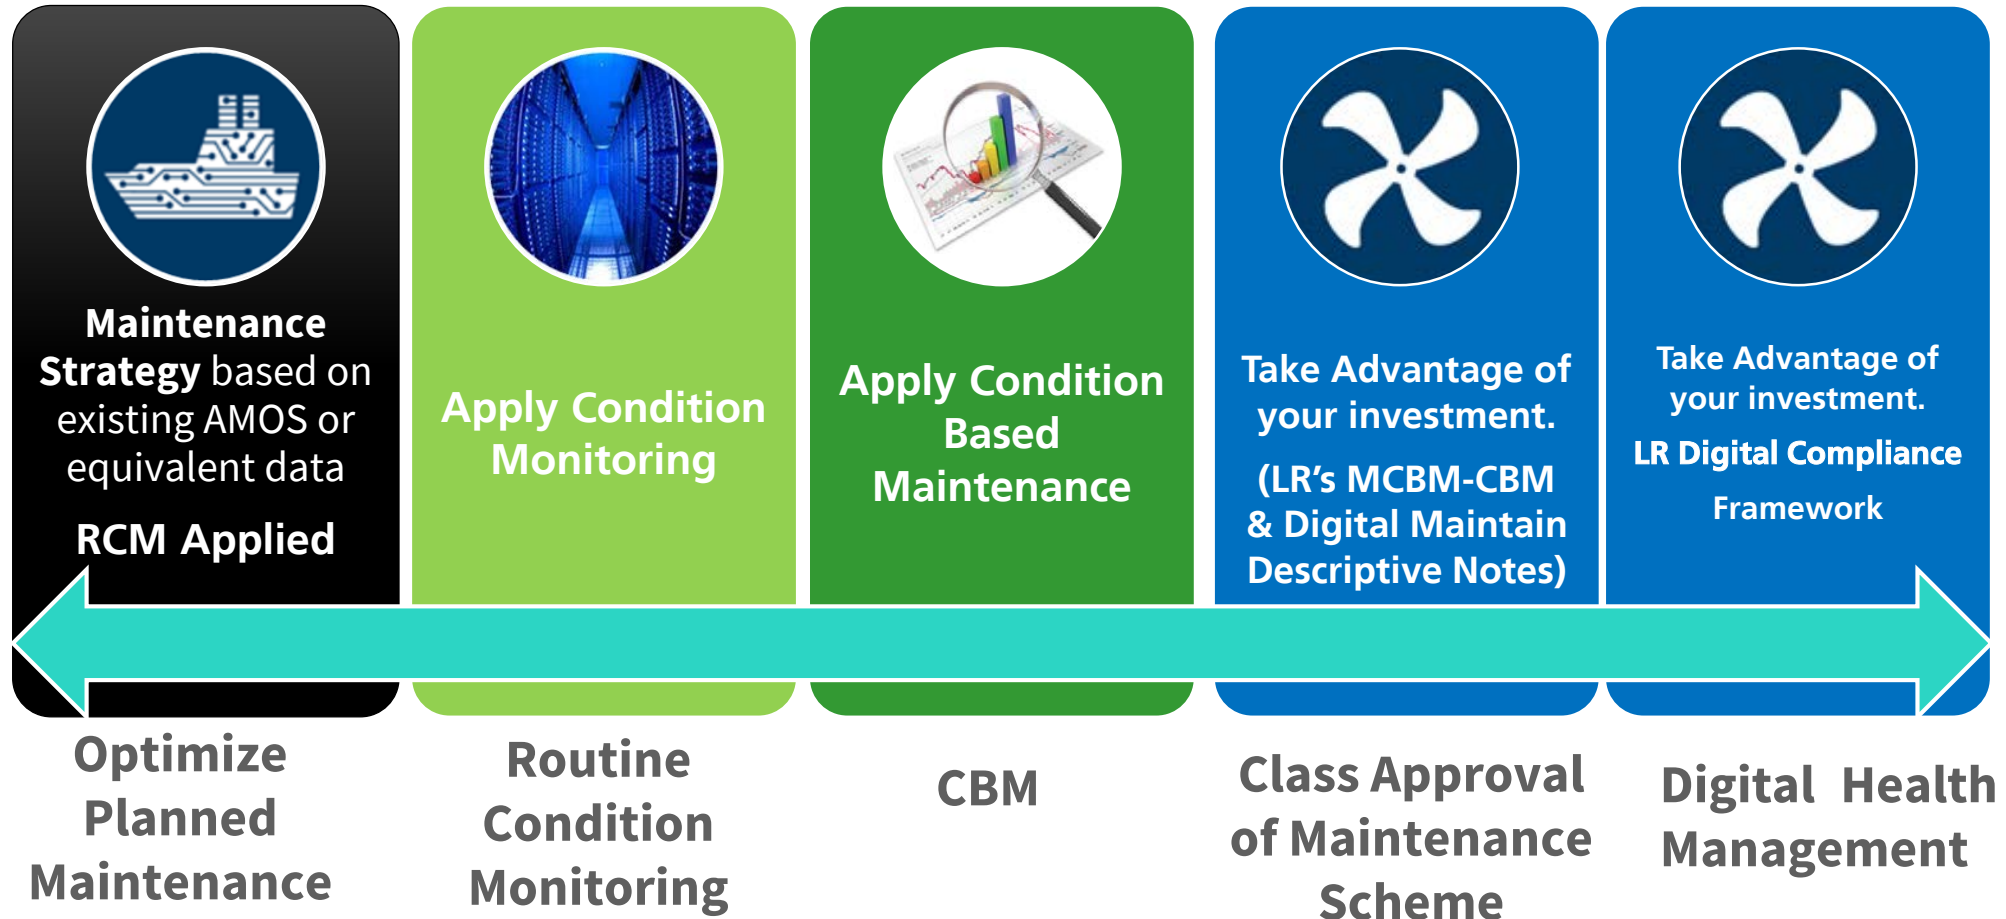 Maintenance
Strategy based on
existing AMOS or
equivalent data
RCM Applied
Apply Condition
Monitoring
Apply Condition
Based
Maintenance
Take Advantage of
your investment.
(LR’s MCBM-CBM
& Digital Maintain
Descriptive Notes)
Take Advantage of
your investment.
LR Digital Compliance
Framework
Optimize
Planned
Maintenance
Routine
Condition
Monitoring
CBM
Class Approval
of Maintenance
Scheme
Digital Health
Management